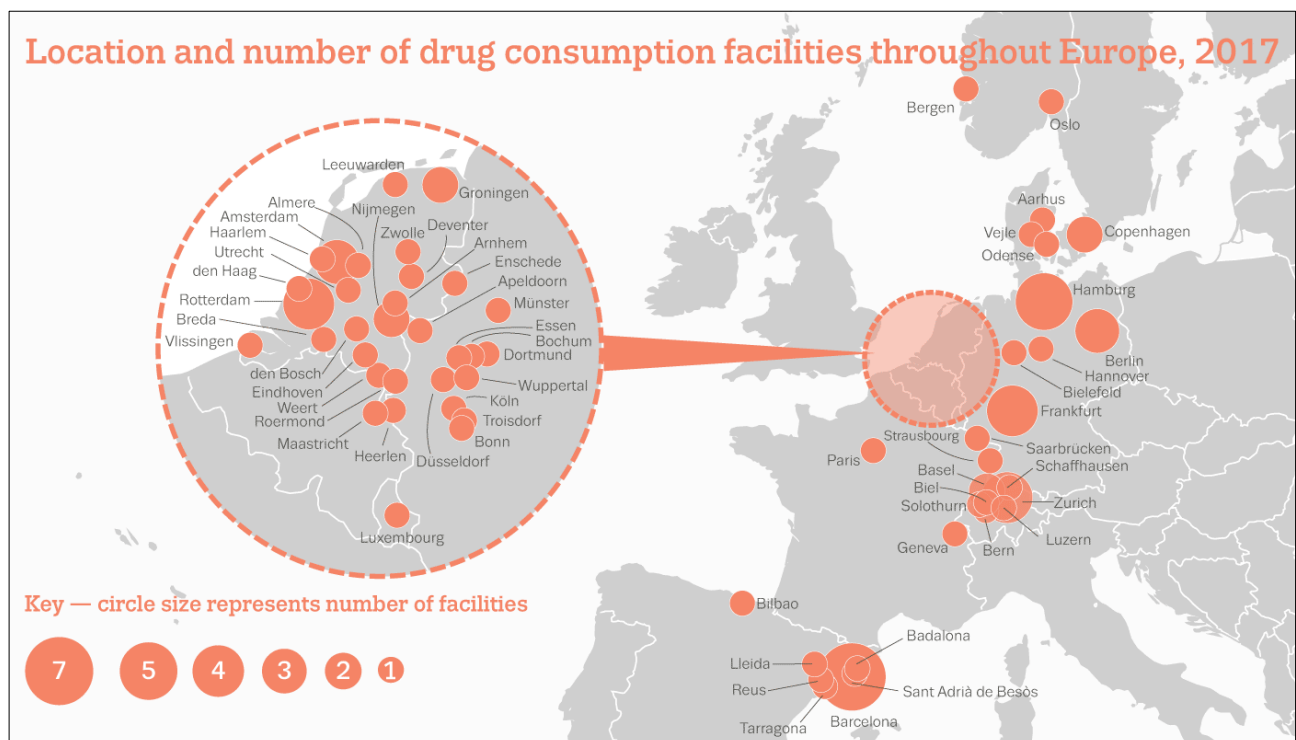 Location and number of drug consumption facilities throughout Europe, 2017
Bergen
Oslo
Aarhus
Vejle
Odense
Copenhagen
Hamburg
Berlin
Hannover
Bielefeld
Frankfurt
Strausbourg
Saarbrücken
Schaffhausen
Paris
Basel
Biel
Solothurn
Zurich
Geneva
Bern
Luzern
Bilbao
Badalona
Lleida
Reus
Sant Adrià de Besòs
Tarragona
Barcelona
Leeuwarden
Groningen
Almere
Nijmegen
Amsterdam
Deventer
Haarlem
Zwolle
Arnhem
Utrecht
Enschede
den Haag
Apeldoorn
Rotterdam
Münster
Breda
Essen
Vlissingen
Bochum
Dortmund
den Bosch
Eindhoven
Wuppertal
Weert
Köln
Roermond
Troisdorf
Maastricht
Bonn
Heerlen
Düsseldorf
Luxembourg
Key — circle size represents number of facilities
7 5 4 3 2 1